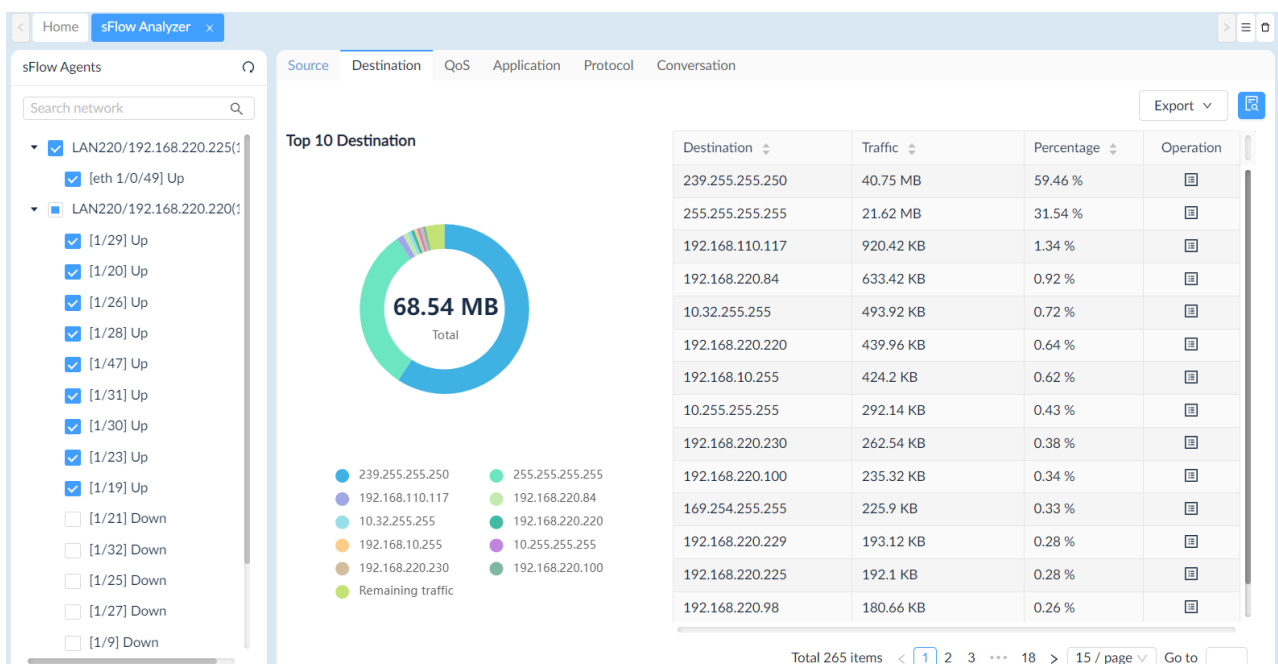 Home
sFlow Analyzer x
sFlow Agents
Search network
LAN220/192.168.220.225(1
[eth 1/0/49] Up
LAN220/192.168.220.220(1
[1/29] Up
[1/20] Up
[1/26] Up
[1/28] Up
[1/47] Up
[1/31] Up
[1/30] Up
[1/23] Up
[1/19] Up
[1/21] Down
[1/32] Down
[1/25] Down
[1/27] Down
[1/9] Down
Source Destination QoS Application Protocol Conversation
Export
Top 10 Destination
68.54 MB
Total
239.255.255.250 255.255.255.255
192.168.110.117 192.168.220.84
10.32.255.255 192.168.220.220
192.168.10.255 10.255.255.255
192.168.220.230 192.168.220.100
Remaining traffic
Destination Traffic Percentage Operation
239.255.255.250 40.75 MB 59.46 %
255.255.255.255 21.62 MB 31.54 %
192.168.110.117 920.42 KB 1.34 %
192.168.220.84 633.42 KB 0.92 %
10.32.255.255 493.92 KB 0.72 %
192.168.220.220 439.96 KB 0.64 %
192.168.10.255 424.2 KB 0.62 %
10.255.255.255 292.14 KB 0.43 %
192.168.220.230 262.54 KB 0.38 %
192.168.220.100 235.32 KB 0.34 %
169.254.255.255 225.9 KB 0.33 %
192.168.220.229 193.12 KB 0.28 %
192.168.220.225 192.1 KB 0.28 %
192.168.220.98 180.66 KB 0.26 %
Total 265 items < 1 2 3 ••• 18 > 15 / page Go to